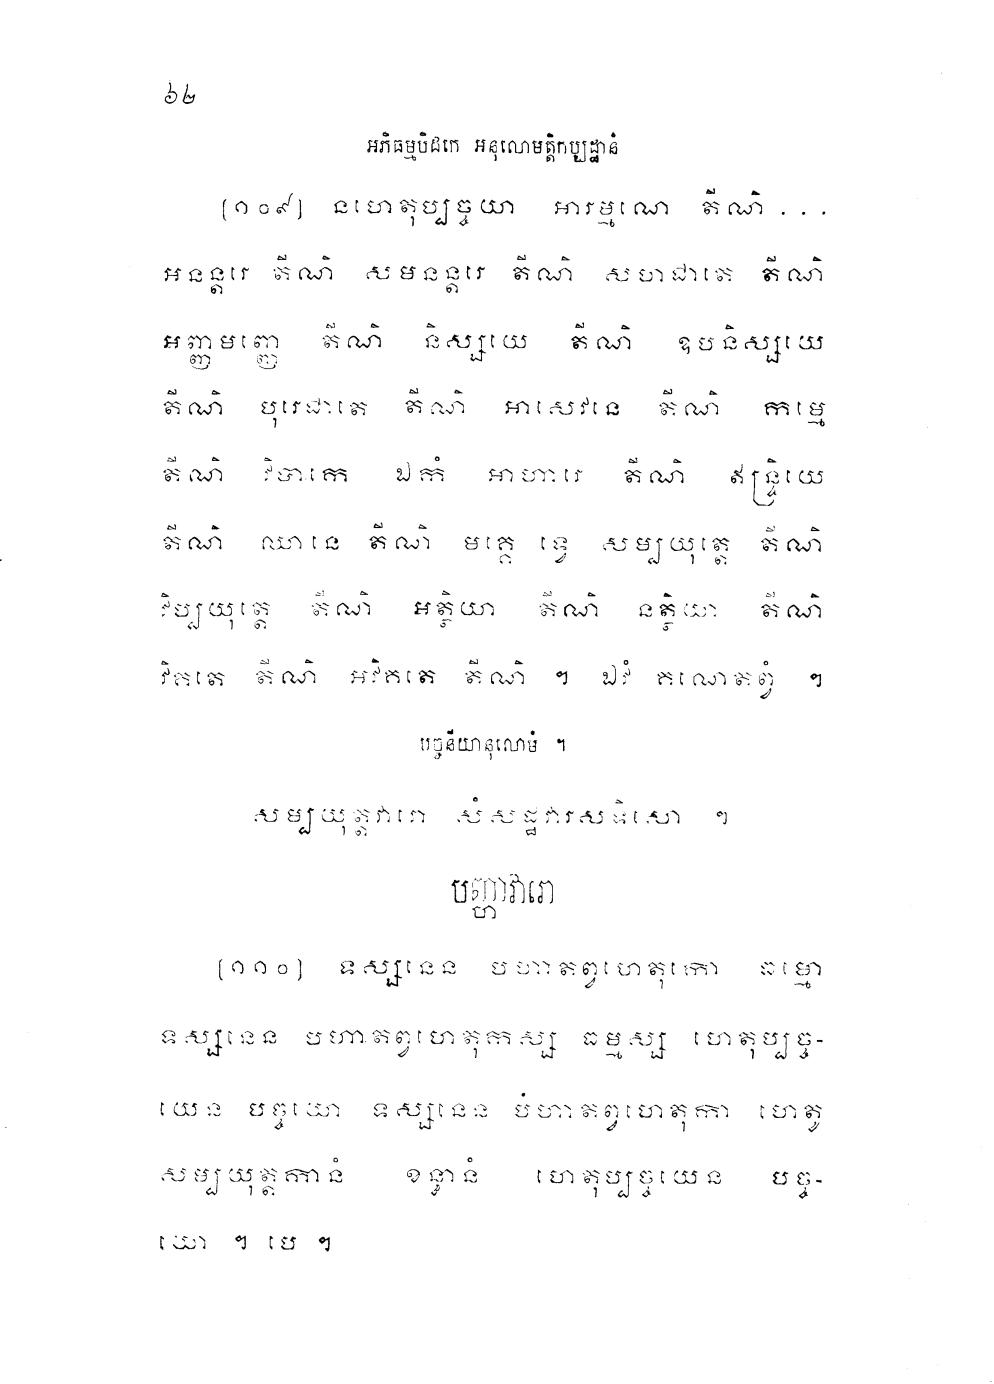 ៦២
អភិធម្មបិដកេ អនុលោមត្តិកប្បដ្ឋានំ
[១០៩] នហេតុប្បច្ចយា អារម្មណេ តីណិ . . .
អនន្តរេ តីណិ សមនន្តរេ តីណិ សហជាតេ តីណិ
អញ្ញមញ្ញេ តីណិ និស្សយេ តីណិ ឧបនិស្សយេ
តីណិ បុរេជាតេ តីណិ អាសេវនេ តីណិ កម្មេ
តីណិ វិបាកេ ឯកំ អាហារេ តីណិ ឥន្ទ្រិយេ
តីណិ ឈានេ តីណិ មគ្គេ ទ្វេ សម្បយុត្តេ តីណិ
វិប្បយុត្តេ តីណិ អត្ថិយា តីណិ នត្ថិយា តីណិ
វិគតេ តីណិ អវិគតេ តីណិ ។ ឯវំ គណេតព្វំ ។
បច្ចនីយានុលោមំ ។
សម្បយុត្តវារោ សំសដ្ឋវារសទិសោ ។
បញ្ហាវារោ
[១១០] ទស្សនេន បហាតព្វហេតុកោ ធម្មោ
ទស្សនេន បហាតព្វហេតុកស្ស ធម្មស្ស ហេតុប្បច្ច-
យេន បច្ចយោ ទស្សនេន បំហាតព្វហេតុកា ហេតូ
សម្បយុត្តកានំ ខន្ធានំ ហេតុប្បច្ចយេន បច្ច-
យោ ។ បេ ។